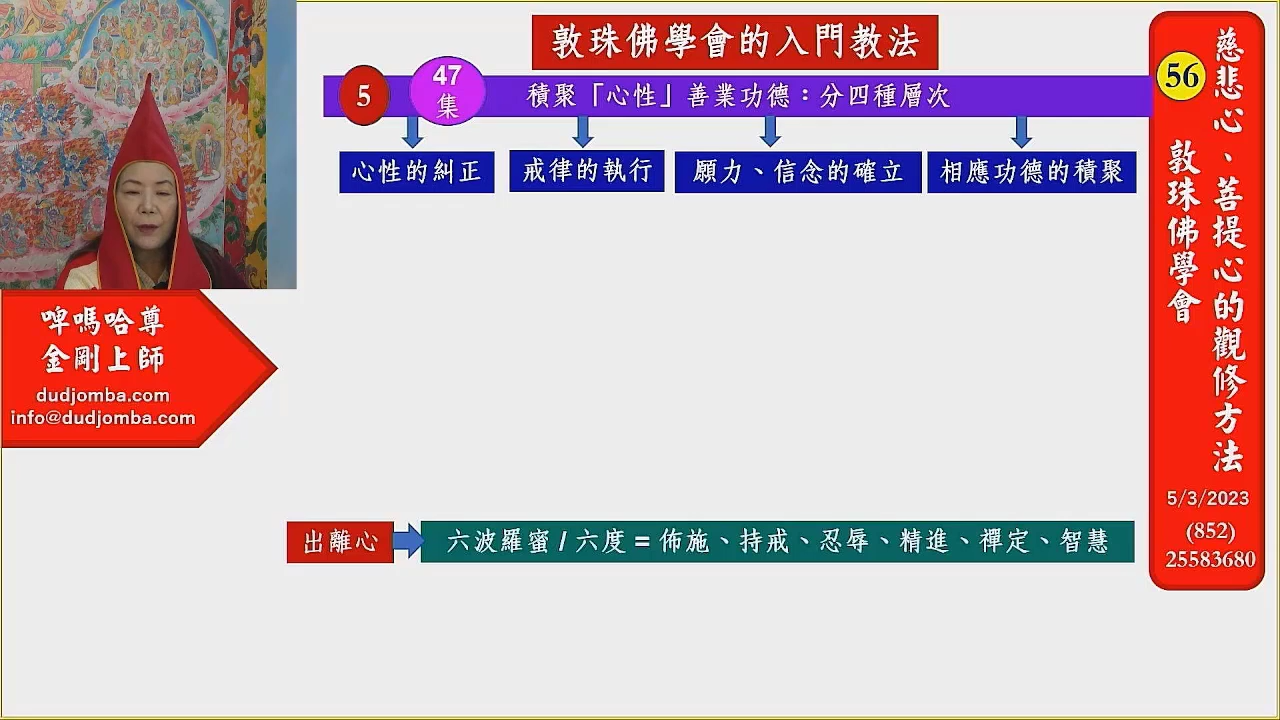 敦珠佛學會的入門教法
5
47
集
積聚「心性」善業功德：分四種層次
心性的糾正
戒律的執行
願力、信念的確立
相應功德的積聚
啤嗎哈尊
金剛上師
dudjomba.com
info@dudjomba.com
出離心
六波羅蜜 / 六度 = 佈施、持戒、忍辱、精進、禪定、智慧
56
慈悲心、菩提心的觀修方法
敦珠佛學會
5/3/2023
(852)
25583680